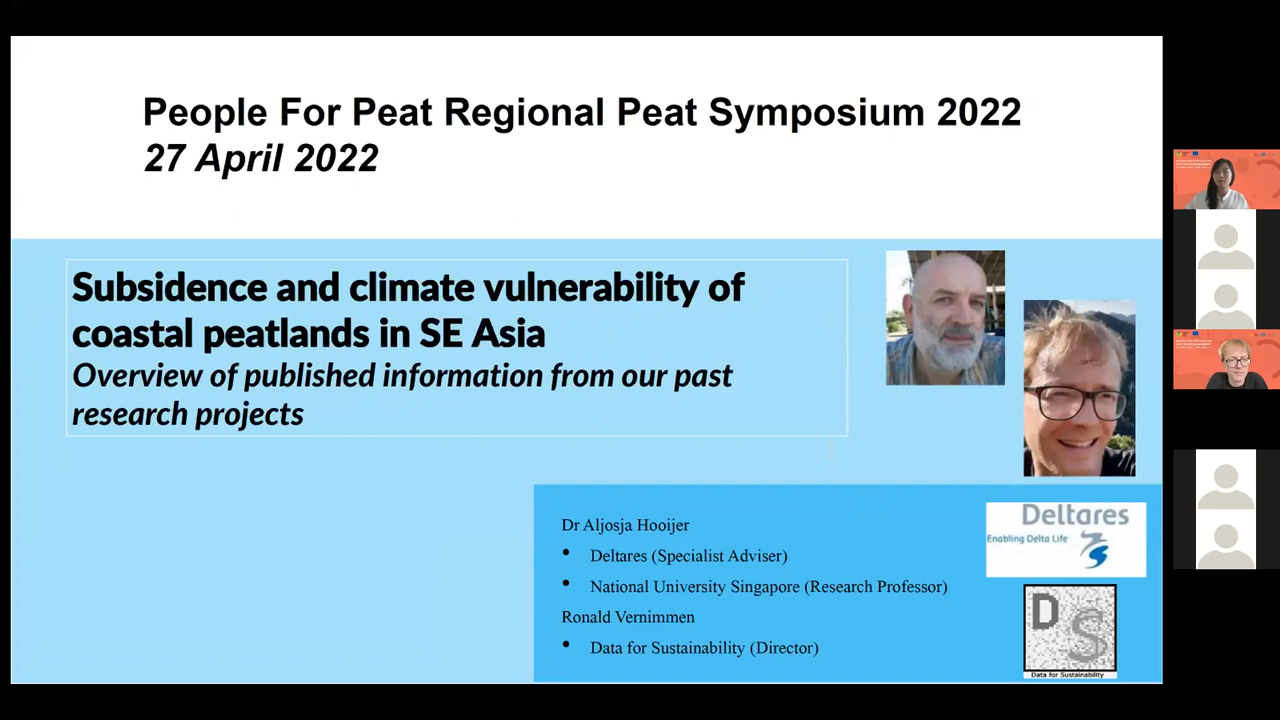 People For Peat Regional Peat Symposium 2022
27 April 2022
Subsidence and climate vulnerability of
coastal peatlands in SE Asia
Overview of published information from our past
research projects
Dr Aljosja Hooijer
• Deltares (Specialist Adviser)
• National University Singapore (Research Professor)
Ronald Vernimmen
• Data for Sustainability (Director)
Deltares
Enabling Delta Life
D S
Data for Sustainability